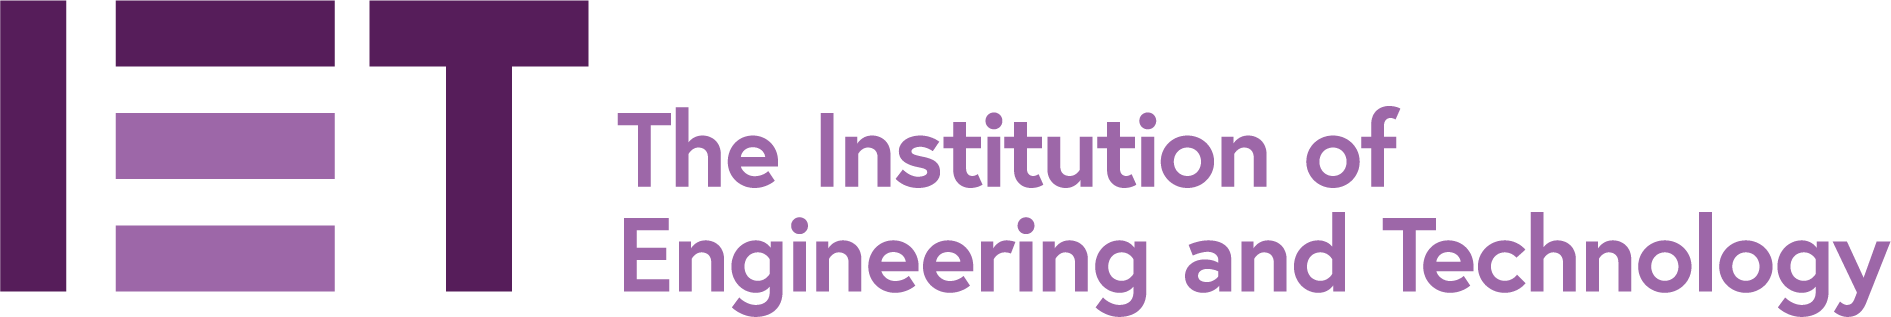 IET
The Institution of
Engineering and Technology